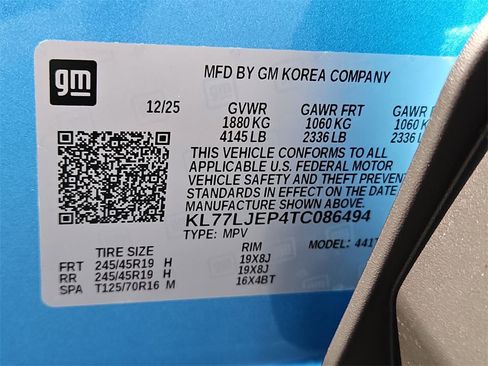 gm
MFD BY GM KOREA COMPANY
12/25 GVWR GAWR FRT GAWR
1880 KG 1060 KG 1060 KG
4145 LB 2336 LB 2336 LB
THIS VEHICLE CONFORMS TO ALL
APPLICABLE U.S. FEDERAL MOTOR
VEHICLE SAFETY AND THEFT PREVENTION
STANDARDS IN EFFECT ON THE DATE
MANUFACTURE SHOWN ABOVE.
KL77LJEP4TC086494
TYPE: MPV MODEL: 441
TIRE SIZE RIM
FRT 245/45R19 H 19X8J
RR 245/45R19 H 19X8J
SPA T125/70R16 M 16X4BT